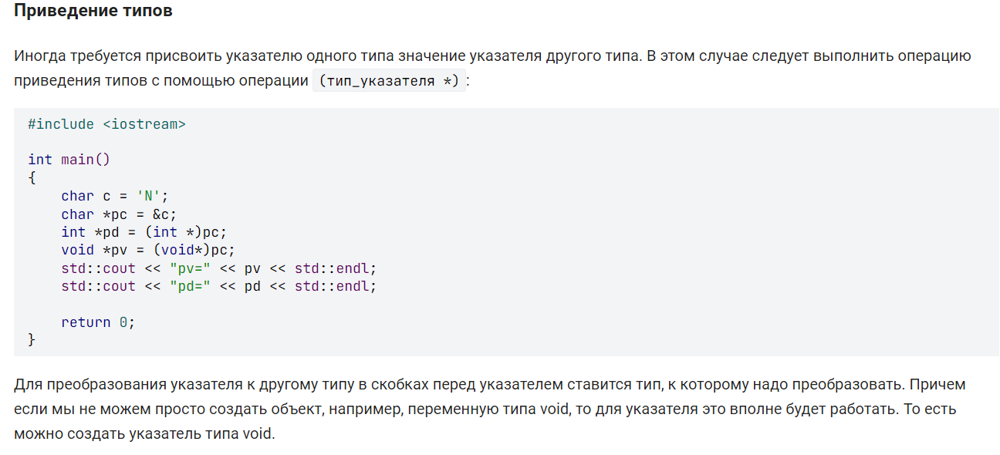 Приведение типов
Иногда требуется присвоить указателю одного типа значение указателя другого типа. В этом случае следует выполнить операцию
приведения типов с помощью операции (тип_указателя *) :
#include <iostream>
int main()
{
    char c = 'N';
    char *pc = &c;
    int *pd = (int *)pc;
    void *pv = (void*)pc;
    std::cout << "pv=" << pv << std::endl;
    std::cout << "pd=" << pd << std::endl;
    return 0;
}
Для преобразования указателя к другому типу в скобках перед указателем ставится тип, к которому надо преобразовать. Причем
если мы не можем просто создать объект, например, переменную типа void, то для указателя это вполне будет работать. То есть
можно создать указатель типа void.